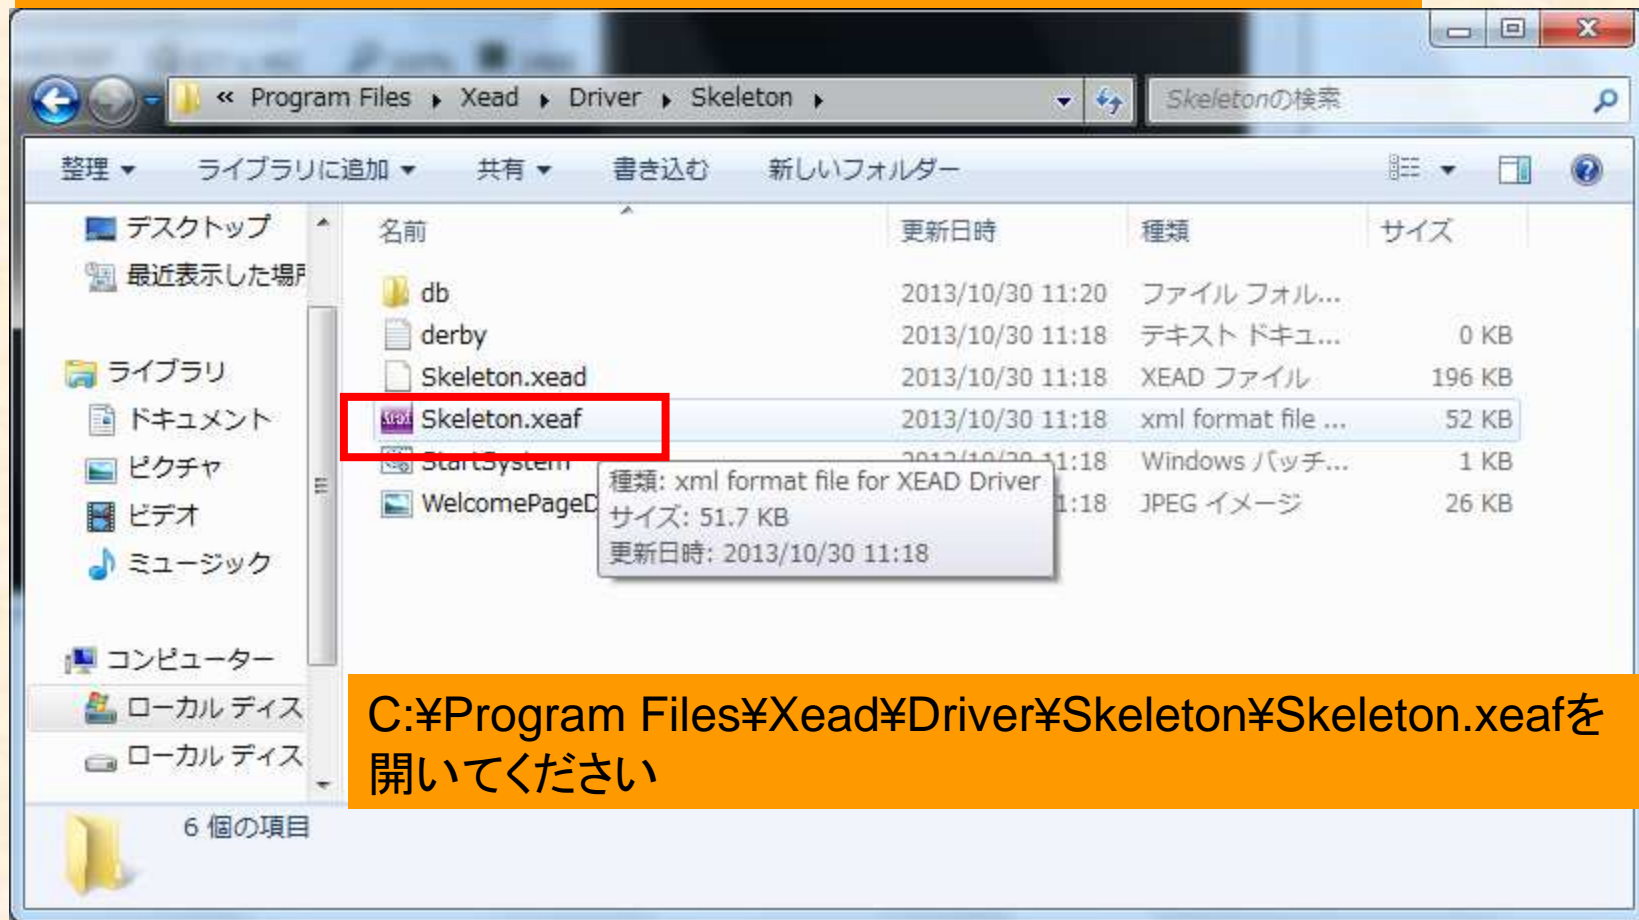 « Program Files ▸ Xead ▸ Driver ▸ Skeleton ▸
Skeletonの検索
整理 ライブラリに追加 共有 書き込む 新しいフォルダー
デスクトップ
最近表示した場所
ライブラリ
ドキュメント
ピクチャ
ビデオ
ミュージック
コンピューター
ローカル ディス
ローカル ディス
名前 更新日時 種類 サイズ
db 2013/10/30 11:20 ファイル フォル...
derby 2013/10/30 11:18 テキスト ドキュ... 0 KB
Skeleton.xead 2013/10/30 11:18 XEAD ファイル 196 KB
Skeleton.xeaf 2013/10/30 11:18 xml format file ... 52 KB
StartSystem 2013/10/30 11:18 Windows バッチ... 1 KB
WelcomePageD 1:18 JPEG イメージ 26 KB
種類: xml format file for XEAD Driver
サイズ: 51.7 KB
更新日時: 2013/10/30 11:18
C:¥Program Files¥Xead¥Driver¥Skeleton¥Skeleton.xeafを
開いてください
6 個の項目